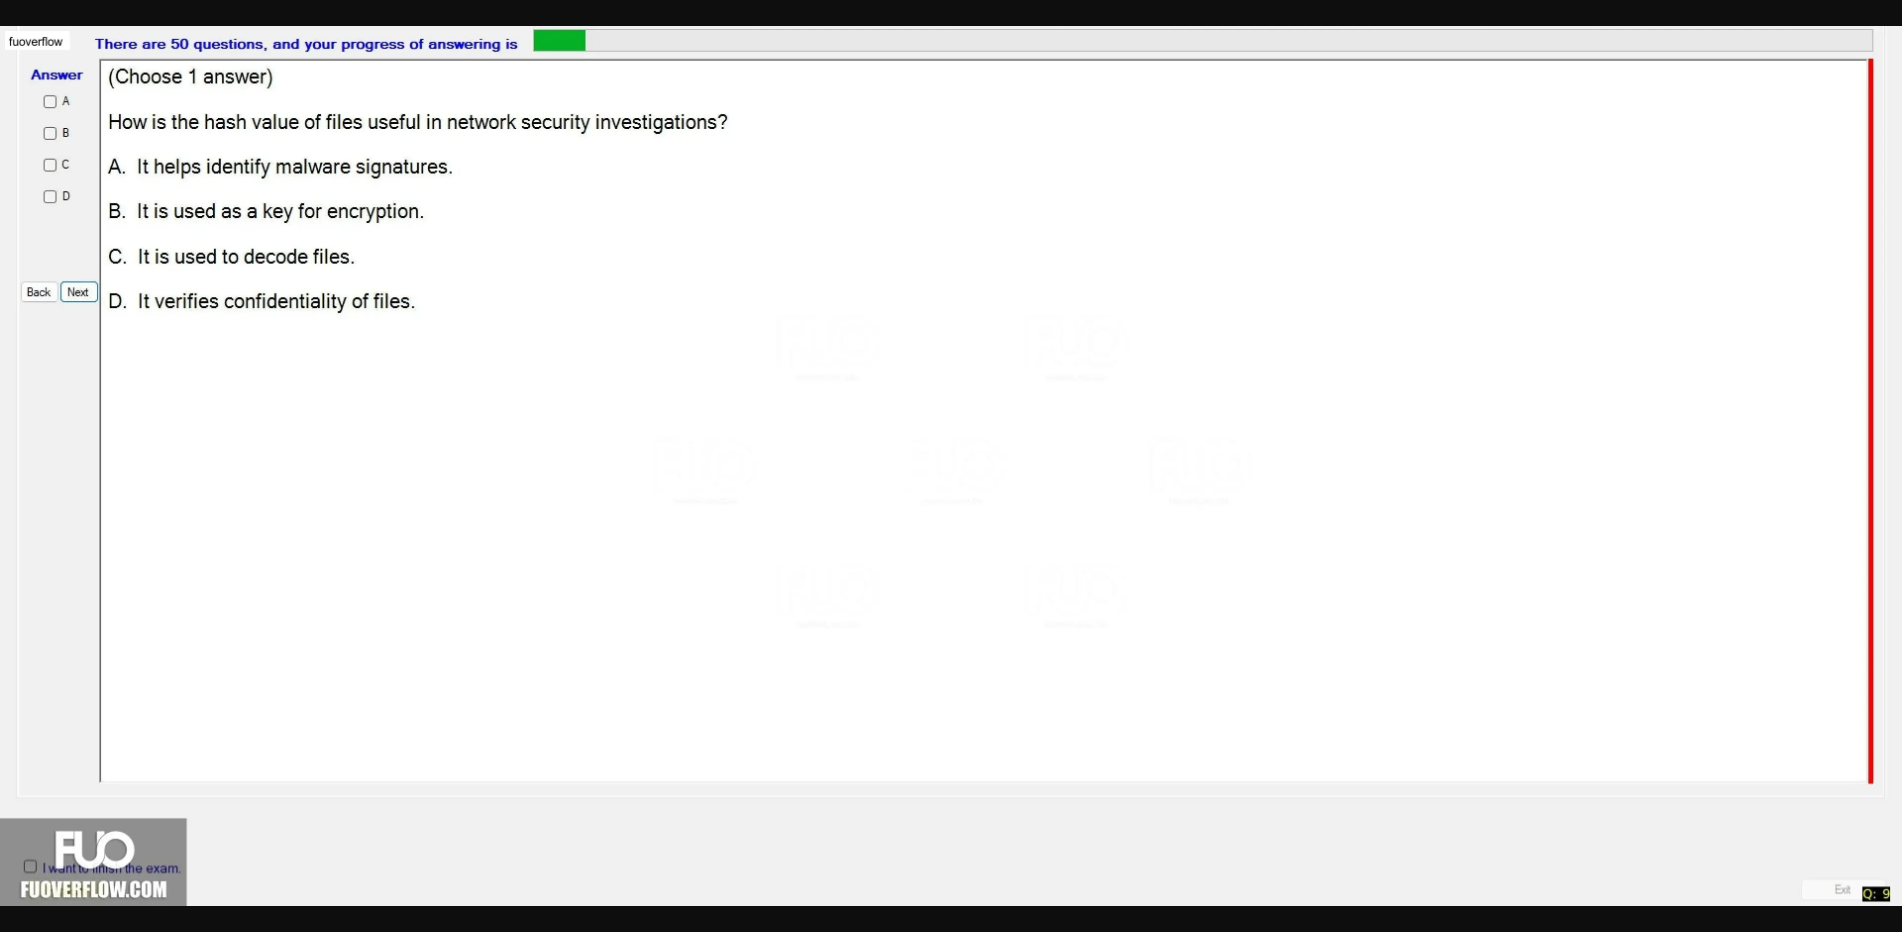 fuoverflow
There are 50 questions, and your progress of answering is
Answer
A
B
C
D
Back
Next
(Choose 1 answer)
How is the hash value of files useful in network security investigations?
A. It helps identify malware signatures.
B. It is used as a key for encryption.
C. It is used to decode files.
D. It verifies confidentiality of files.
FUO
I want to finish the exam.
FUOVERFLOW.COM
Exit
Q: 9